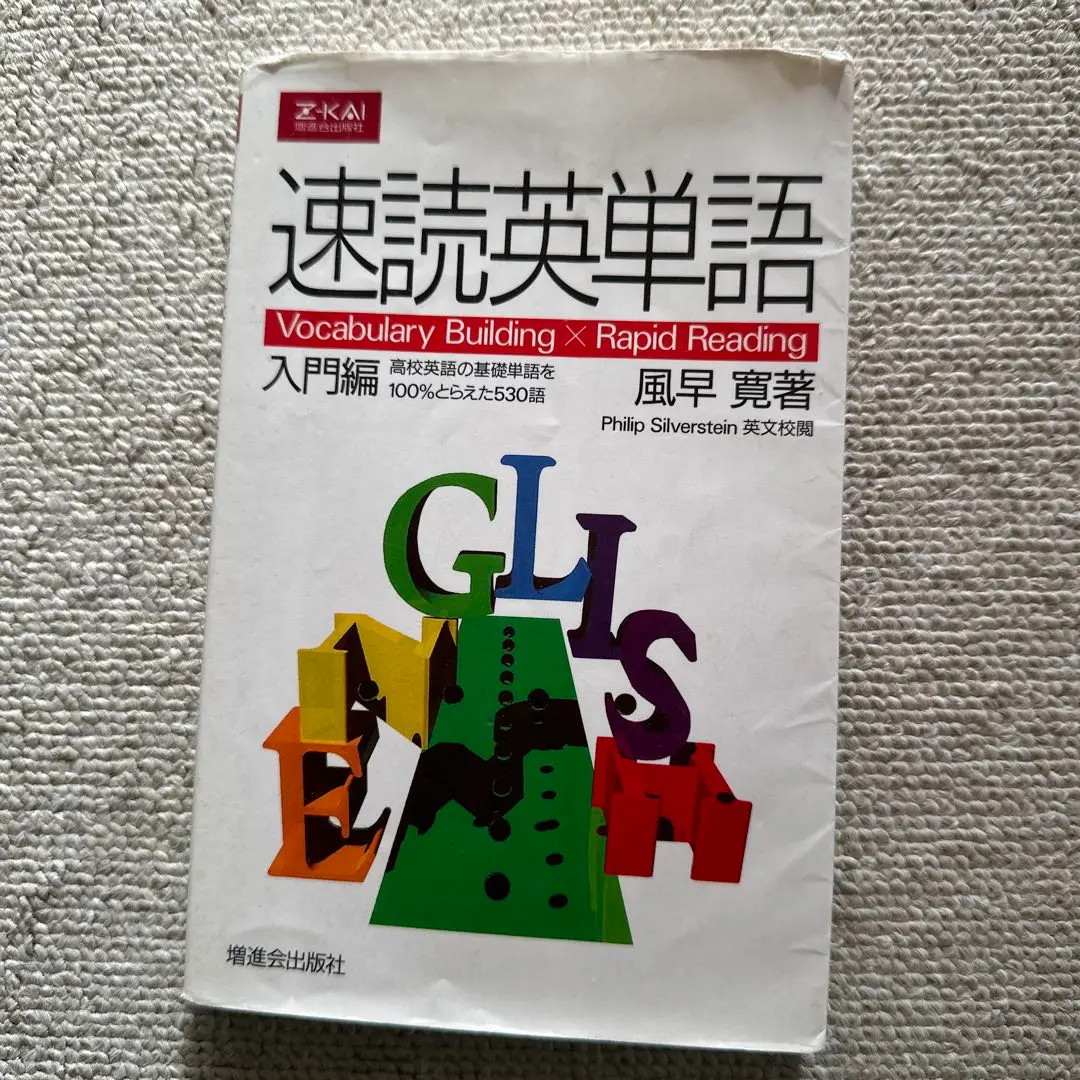 Z-KAI
増進会出版社
速読英単語
Vocabulary Building × Rapid Reading
入門編
高校英語の基礎単語を
100%とらえた530語
風早 寛著
Philip Silverstein 英文校閲
ENGLISH
増進会出版社